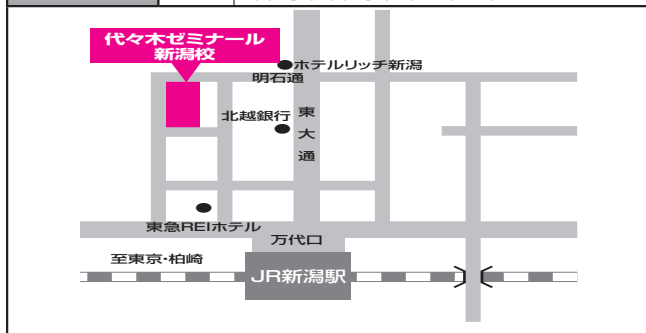 代々木ゼミナール
新潟校
ホテルリッチ新潟
明石通
北越銀行
東大通
東急REIホテル
万代口
至東京・柏崎
JR新潟駅